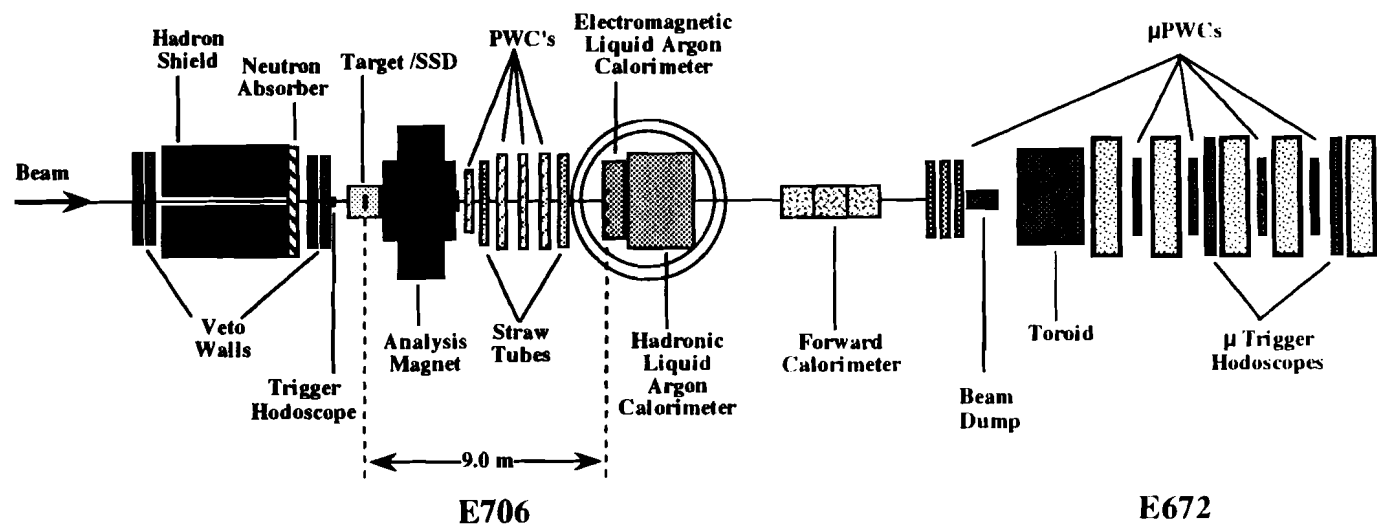 Hadron
Shield
Neutron
Absorber
Target /SSD
PWC's
Electromagnetic
Liquid Argon
Calorimeter
µPWCs
Beam
Veto
Walls
Trigger
Hodoscope
Analysis
Magnet
Straw
Tubes
Hadronic
Liquid
Argon
Calorimeter
Forward
Calorimeter
Beam
Dump
Toroid
µ Trigger
Hodoscopes
9.0 m
E706
E672